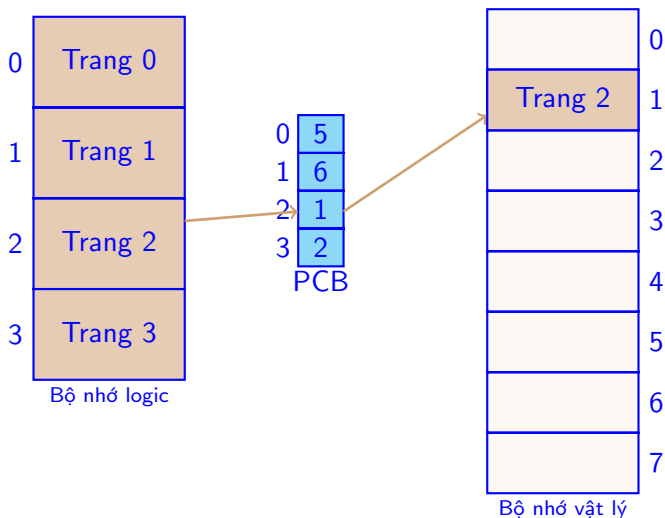 0 Trang 0
1 Trang 1
2 Trang 2
3 Trang 3
Bộ nhớ logic
0 5
1 6
2 1
3 2
PCB
0
Trang 2 1
2
3
4
5
6
7
Bộ nhớ vật lý